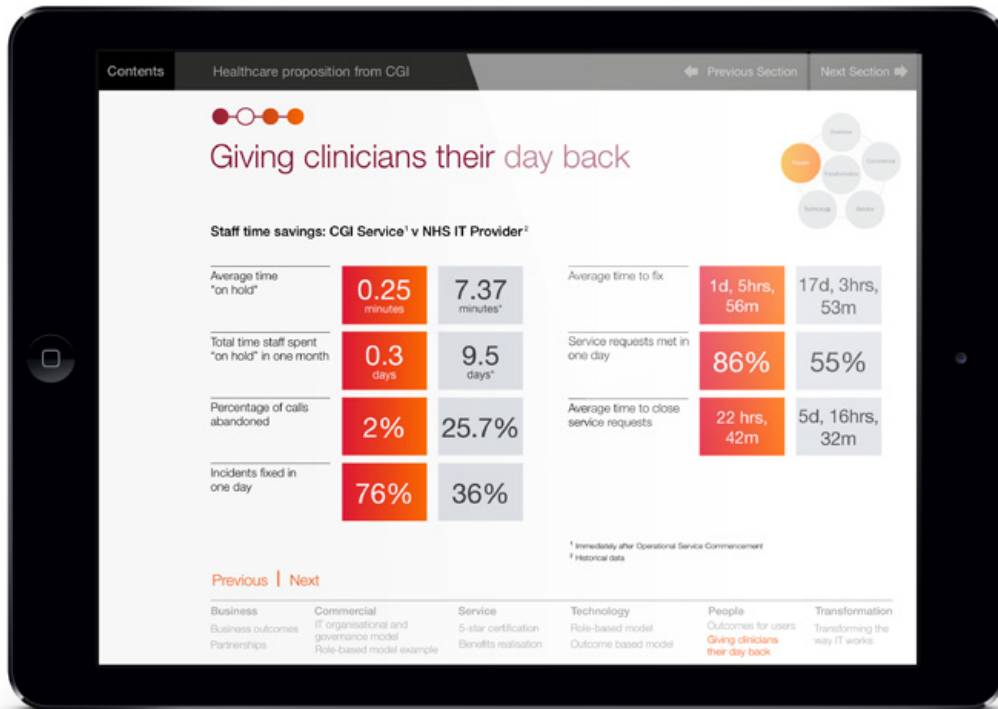 Contents
Healthcare proposition from CGI
Previous Section
Next Section
Giving clinicians their day back
Overview
People
Commercial
Transformation
Technology
Service
Staff time savings: CGI Service¹ v NHS IT Provider²
Average time
"on hold"
0.25
minutes
7.37
minutes*
Total time staff spent
"on hold" in one month
0.3
days
9.5
days*
Percentage of calls
abandoned
2%
25.7%
Incidents fixed in
one day
76%
36%
Average time to fix
1d, 5hrs,
56m
17d, 3hrs,
53m
Service requests met in
one day
86%
55%
Average time to close
service requests
22 hrs,
42m
5d, 16hrs,
32m
¹ Immediately after Operational Service Commencement
² Historical data
Previous | Next
Business
Business outcomes
Partnerships
Commercial
IT organisational and
governance model
Role-based model example
Service
5-star certification
Benefits realisation
Technology
Role-based model
Outcome based model
People
Outcomes for users
Giving clinicians
their day back
Transformation
Transforming the
way IT works